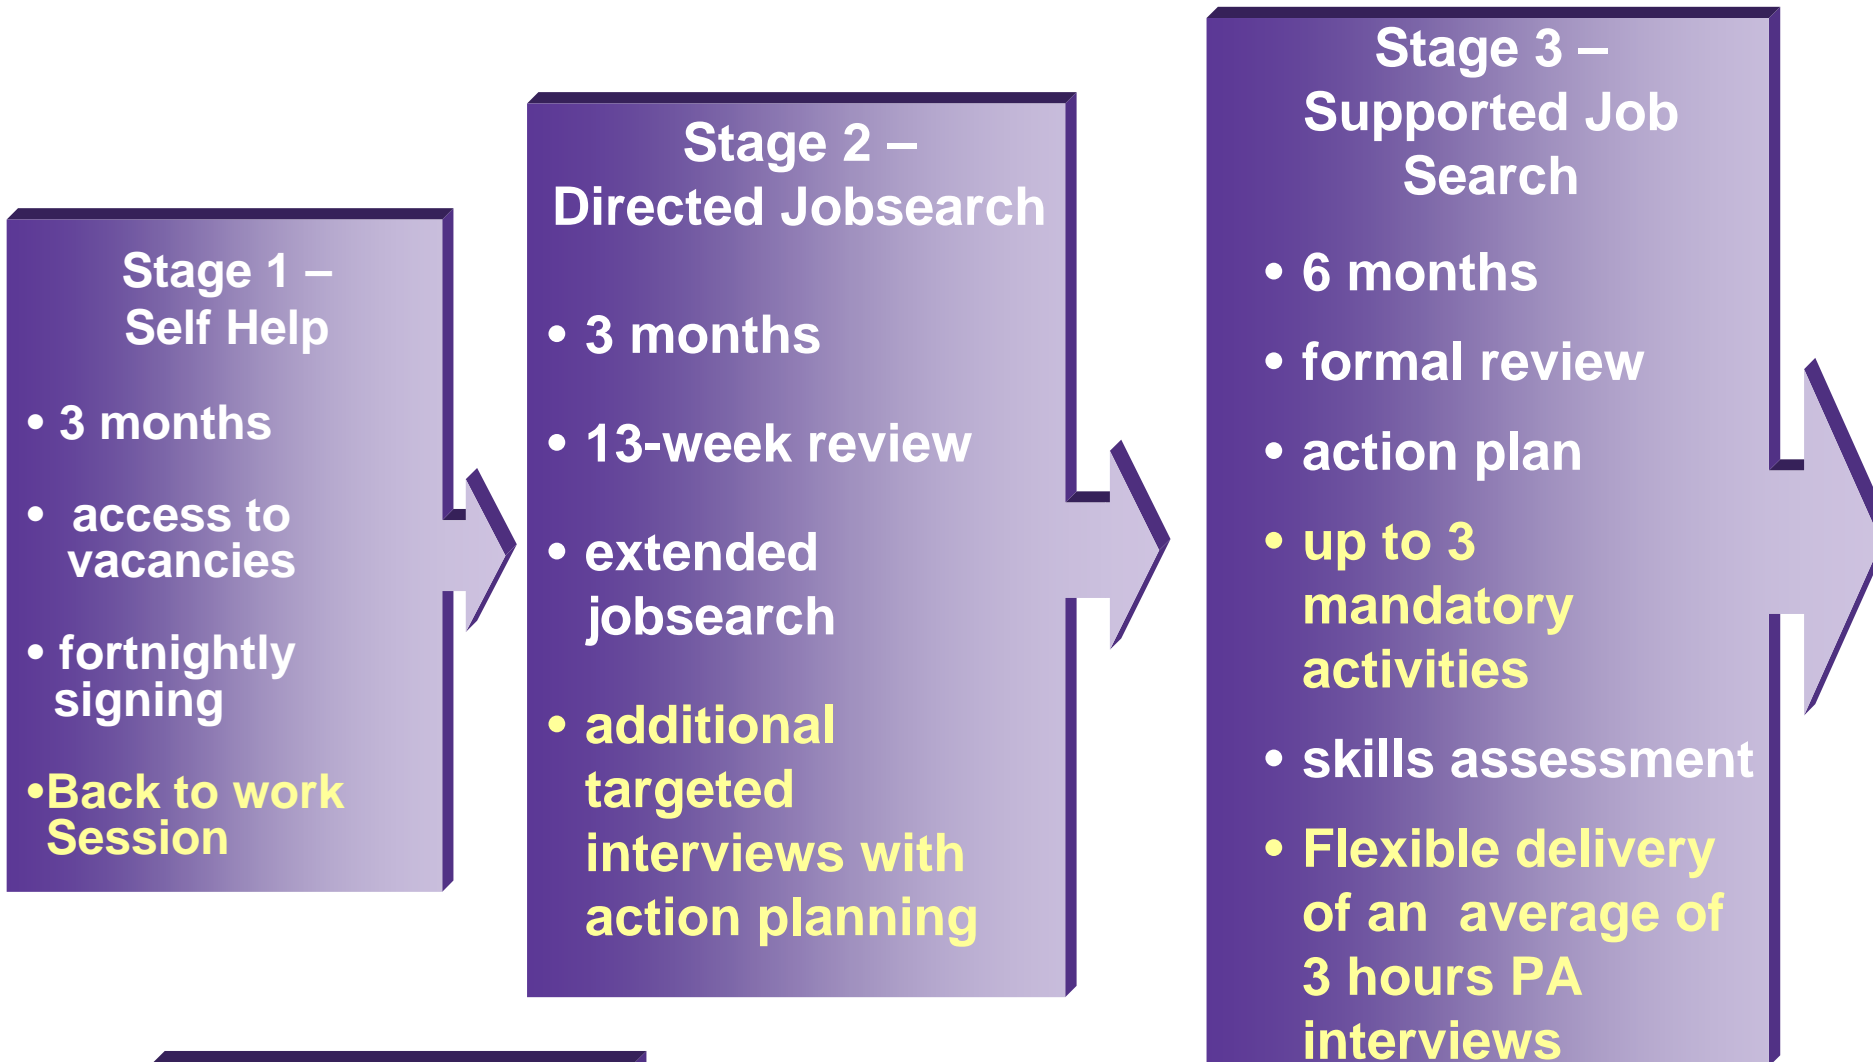 Stage 1 –
Self Help
• 3 months
• access to
vacancies
• fortnightly
signing
•Back to work
Session
Stage 2 –
Directed Jobsearch
• 3 months
• 13-week review
• extended
jobsearch
• additional
targeted
interviews with
action planning
Stage 3 –
Supported Job
Search
• 6 months
• formal review
• action plan
• up to 3
mandatory
activities
• skills assessment
• Flexible delivery
of an average of
3 hours PA
interviews